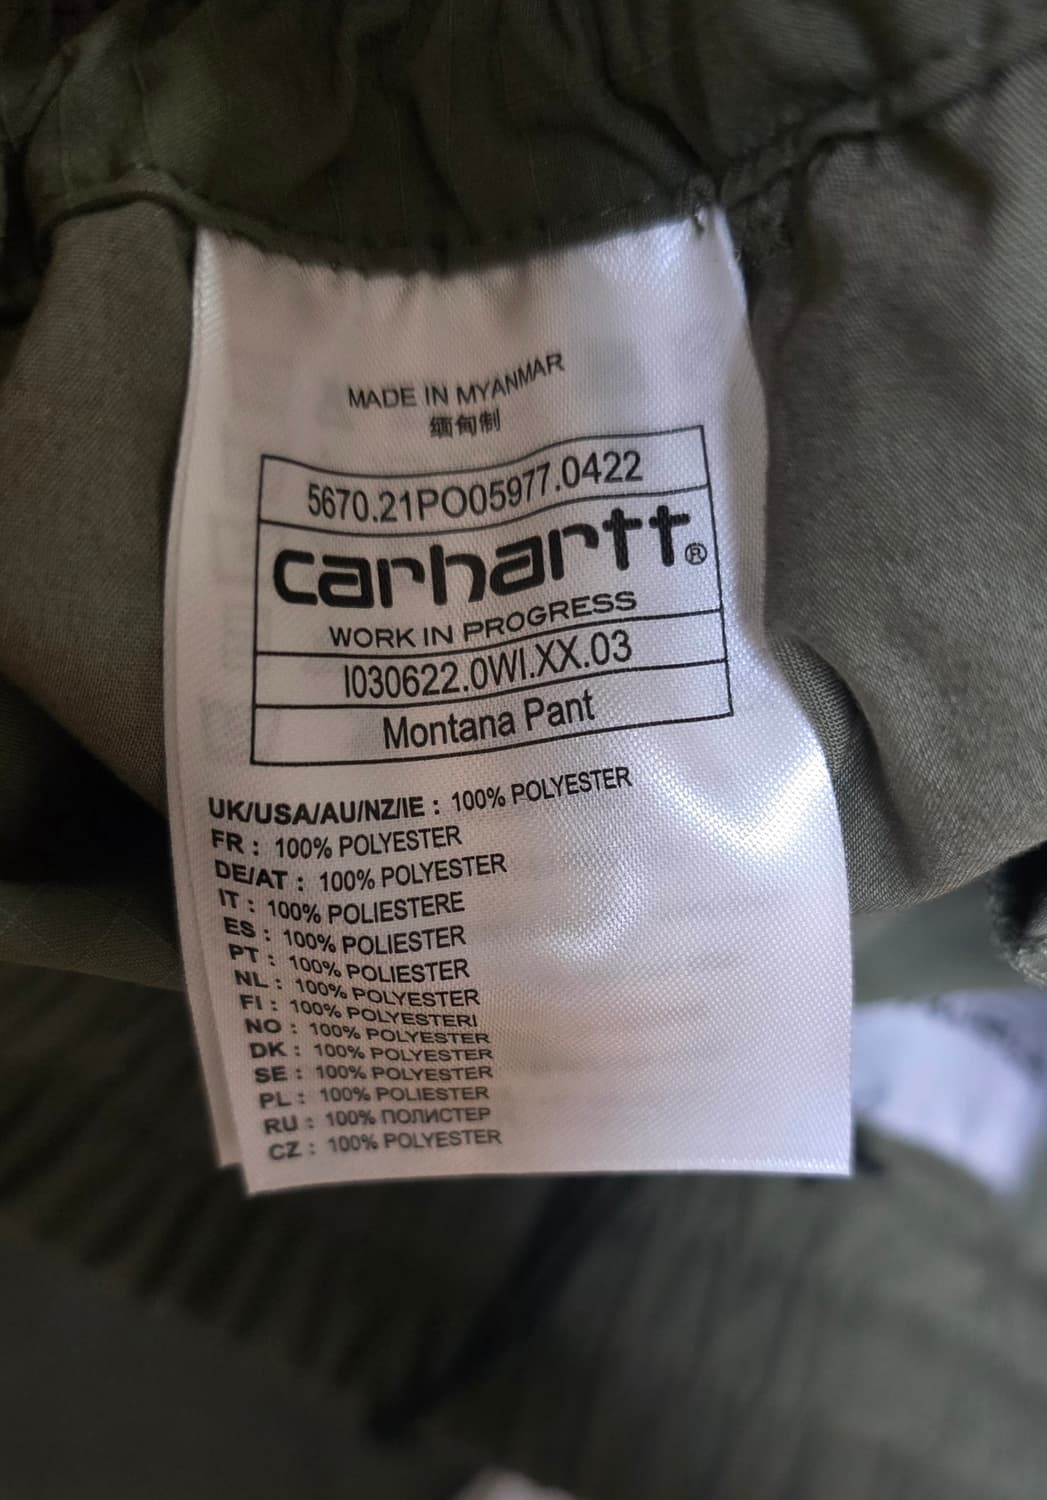 MADE IN MYANMAR
缅甸制
5670.21PO05977.0422
carhartt®
WORK IN PROGRESS
I030622.0WI.XX.03
Montana Pant
UK/USA/AU/NZ/IE : 100% POLYESTER
FR : 100% POLYESTER
DE/AT : 100% POLYESTER
IT : 100% POLIESTERE
ES : 100% POLIESTER
PT : 100% POLIESTER
NL : 100% POLYESTER
FI : 100% POLYESTERI
NO : 100% POLYESTER
DK : 100% POLYESTER
SE : 100% POLYESTER
PL : 100% POLIESTER
RU : 100% ПОЛИСТЕР
CZ : 100% POLYESTER